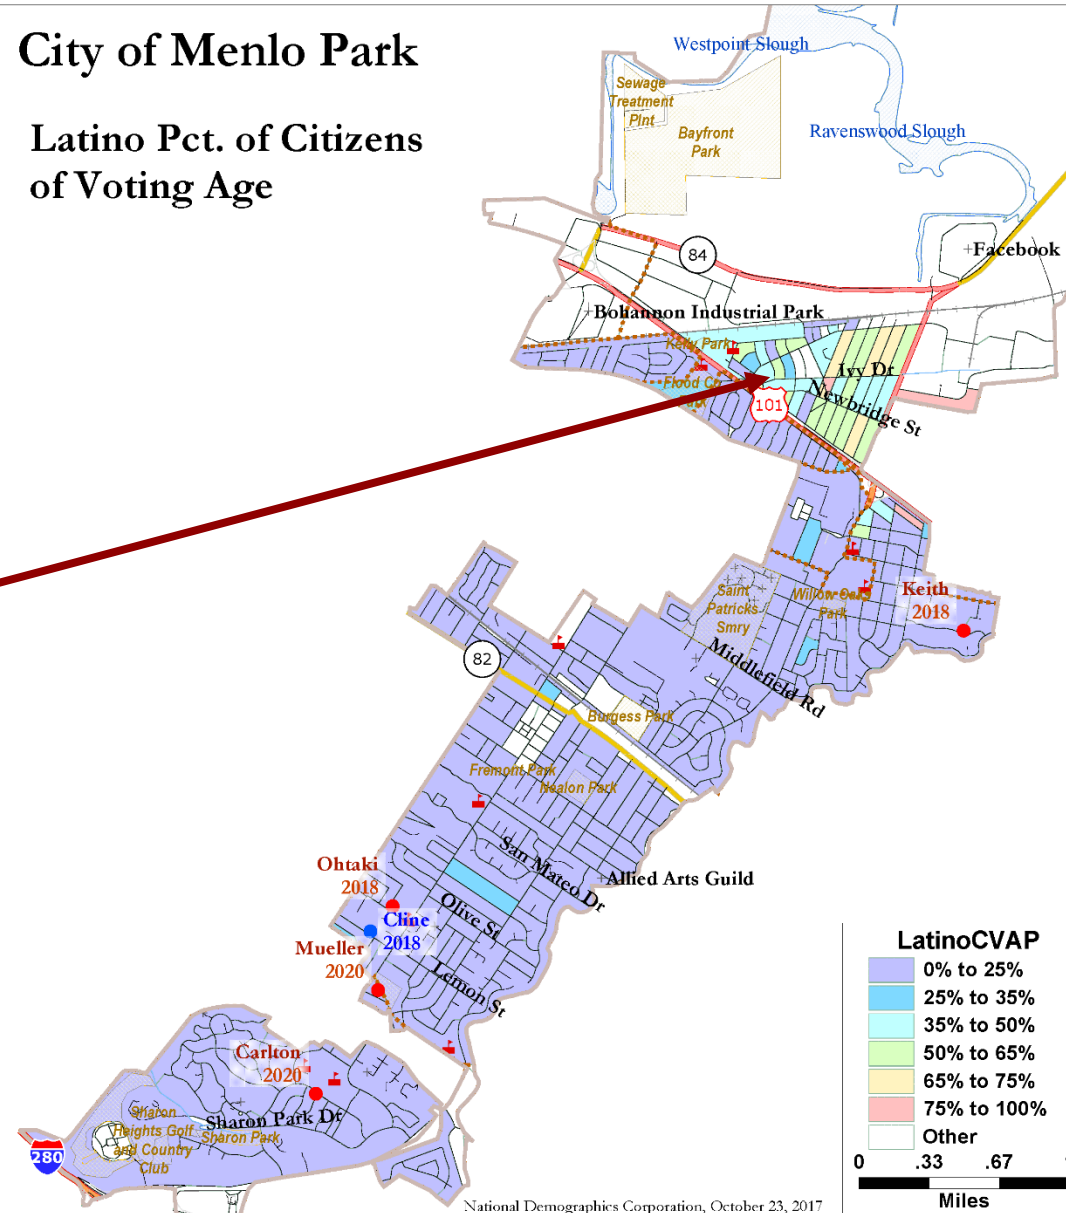 City of Menlo Park
Latino Pct. of Citizens
of Voting Age
Westpoint Slough
Sewage
Treatment
Plnt
Bayfront
Park
Ravenswood Slough
Facebook
84
Bohannon Industrial Park
Kelly Park
Ivy Dr
Flood Co
Park
101
Newbridge St
Saint
Patricks
Smry
Willow Oaks
Park
Keith
2018
82
Middlefield Rd
Burgess Park
Fremont Park
Nealon Park
San Mateo Dr
Allied Arts Guild
Ohtaki
2018
Olive St
Cline
2018
Mueller
2020
Lemon St
Carlton
2020
Sharon Park Dr
Sharon
Heights Golf
and Country
Club
Sharon Park
280
LatinoCVAP
0% to 25%
25% to 35%
35% to 50%
50% to 65%
65% to 75%
75% to 100%
Other
0 .33 .67
Miles
National Demographics Corporation, October 23, 2017